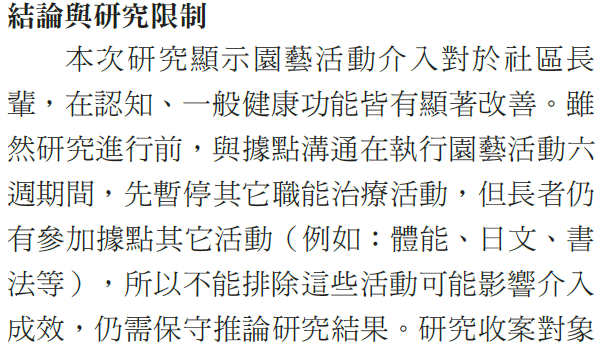 結論與研究限制
本次研究顯示園藝活動介入對於社區長
輩，在認知、一般健康功能皆有顯著改善。雖
然研究進行前，與據點溝通在執行園藝活動六
週期間，先暫停其它職能治療活動，但長者仍
有參加據點其它活動（例如：體能、日文、書
法等），所以不能排除這些活動可能影響介入
成效，仍需保守推論研究結果。研究收案對象